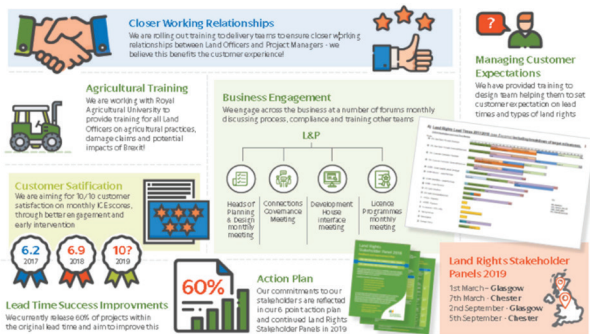 Closer Working Relationships
We are rolling out training to delivery teams to ensure closer working
relationships between Land Officers and Project Managers - we
believe this benefits the customer experience!
?
Managing Customer
Expectations
We have provided training to
design team helping them to set
customer expectation on lead
times and types of land rights
Agricultural Training
We are working with Royal
Agricultural University to
provide training for all Land
Officers on agricultural practices,
damage claims and potential
impacts of Brexit!
Business Engagement
We engage across the business at a number of forums monthly
discussing process, compliance and training other teams
L&P
Heads of
Planning
& Design
monthly
meeting
Connections
Governance
Meeting
Development
House
interface
meeting
Licence
Programmes
monthly
meeting
Customer Satification
We are aiming for 10/10 customer
satisfaction on monthly ICE scores,
through better engagement and
early intervention
6.2
2017
6.9
2018
10?
2019
Lead Time Success Improvments
We currently release 60% of projects within
the original lead time and aim to improve this
60%
Action Plan
Our commitments to our
stakeholders are reflected
in our 6 point action plan
and continued Land Rights
Stakeholder Panels in 2019
Land Rights Stakeholder
Panels 2019
1st March - Glasgow
7th March - Chester
2nd September - Glasgow
5th September - Chester